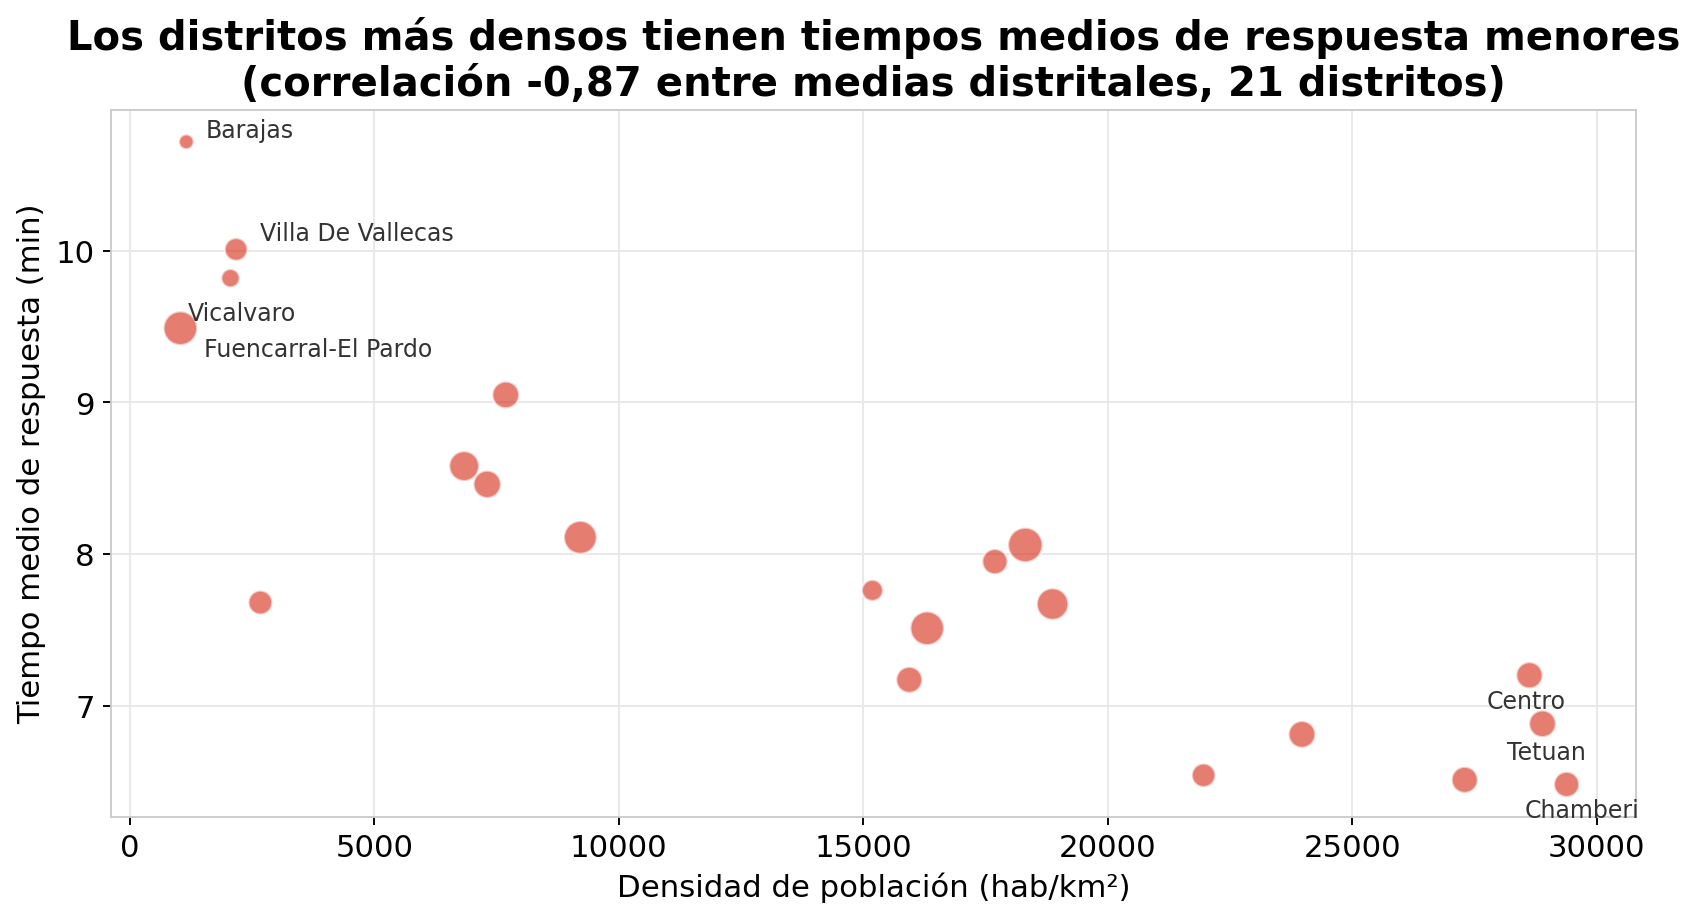 Los distritos más densos tienen tiempos medios de respuesta menores
(correlación -0,87 entre medias distritales, 21 distritos)
Barajas
Villa De Vallecas
Vicalvaro
Fuencarral-El Pardo
Centro
Tetuan
Chamberi
10
9
8
7
Tiempo medio de respuesta (min)
0
5000
10000
15000
20000
25000
30000
Densidad de población (hab/km²)